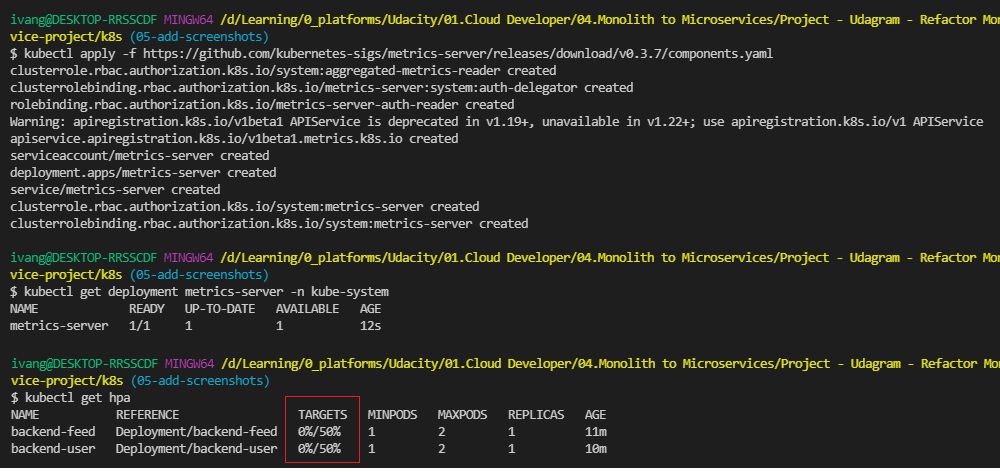 ivang@DESKTOP-RRSSCDF MINGW64 /d/Learning/0_platforms/Udacity/01.Cloud Developer/04.Monolith to Microservices/Project - Udagram - Refactor Mon
vice-project/k8s (05-add-screenshots)
$ kubectl apply -f https://github.com/kubernetes-sigs/metrics-server/releases/download/v0.3.7/components.yaml
clusterrole.rbac.authorization.k8s.io/system:aggregated-metrics-reader created
clusterrolebinding.rbac.authorization.k8s.io/metrics-server:system:auth-delegator created
rolebinding.rbac.authorization.k8s.io/metrics-server-auth-reader created
Warning: apiregistration.k8s.io/v1beta1 APIService is deprecated in v1.19+, unavailable in v1.22+; use apiregistration.k8s.io/v1 APIService
apiservice.apiregistration.k8s.io/v1beta1.metrics.k8s.io created
serviceaccount/metrics-server created
deployment.apps/metrics-server created
service/metrics-server created
clusterrole.rbac.authorization.k8s.io/system:metrics-server created
clusterrolebinding.rbac.authorization.k8s.io/system:metrics-server created
ivang@DESKTOP-RRSSCDF MINGW64 /d/Learning/0_platforms/Udacity/01.Cloud Developer/04.Monolith to Microservices/Project - Udagram - Refactor Mon
vice-project/k8s (05-add-screenshots)
$ kubectl get deployment metrics-server -n kube-system
NAME READY UP-TO-DATE AVAILABLE AGE
metrics-server 1/1 1 1 12s
ivang@DESKTOP-RRSSCDF MINGW64 /d/Learning/0_platforms/Udacity/01.Cloud Developer/04.Monolith to Microservices/Project - Udagram - Refactor Mon
vice-project/k8s (05-add-screenshots)
$ kubectl get hpa
NAME REFERENCE TARGETS MINPODS MAXPODS REPLICAS AGE
backend-feed Deployment/backend-feed 0%/50% 1 2 1 11m
backend-user Deployment/backend-user 0%/50% 1 2 1 10m